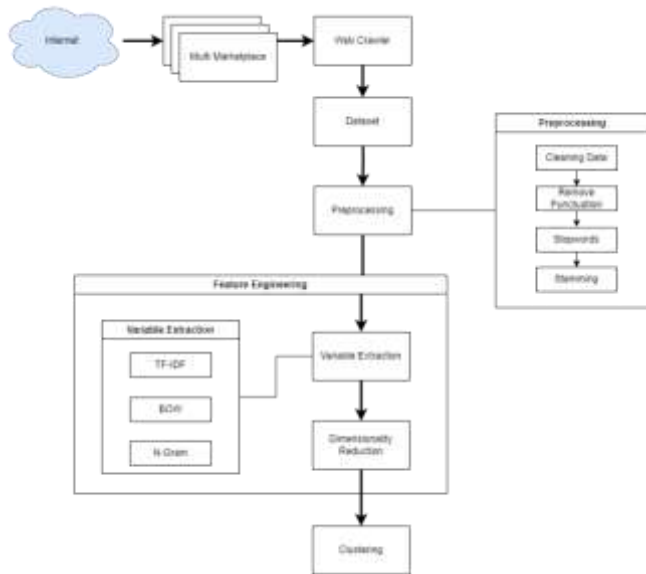 Internet
Multi Marketplace
Web Crawler
Dataset
Preprocessing
Preprocessing
Cleaning Data
Remove
Punctuation
Stopwords
Stemming
Feature Engineering
Variable Extraction
TF-IDF
BOW
N-Gram
Variable Extraction
Dimensionality
Reduction
Clustering